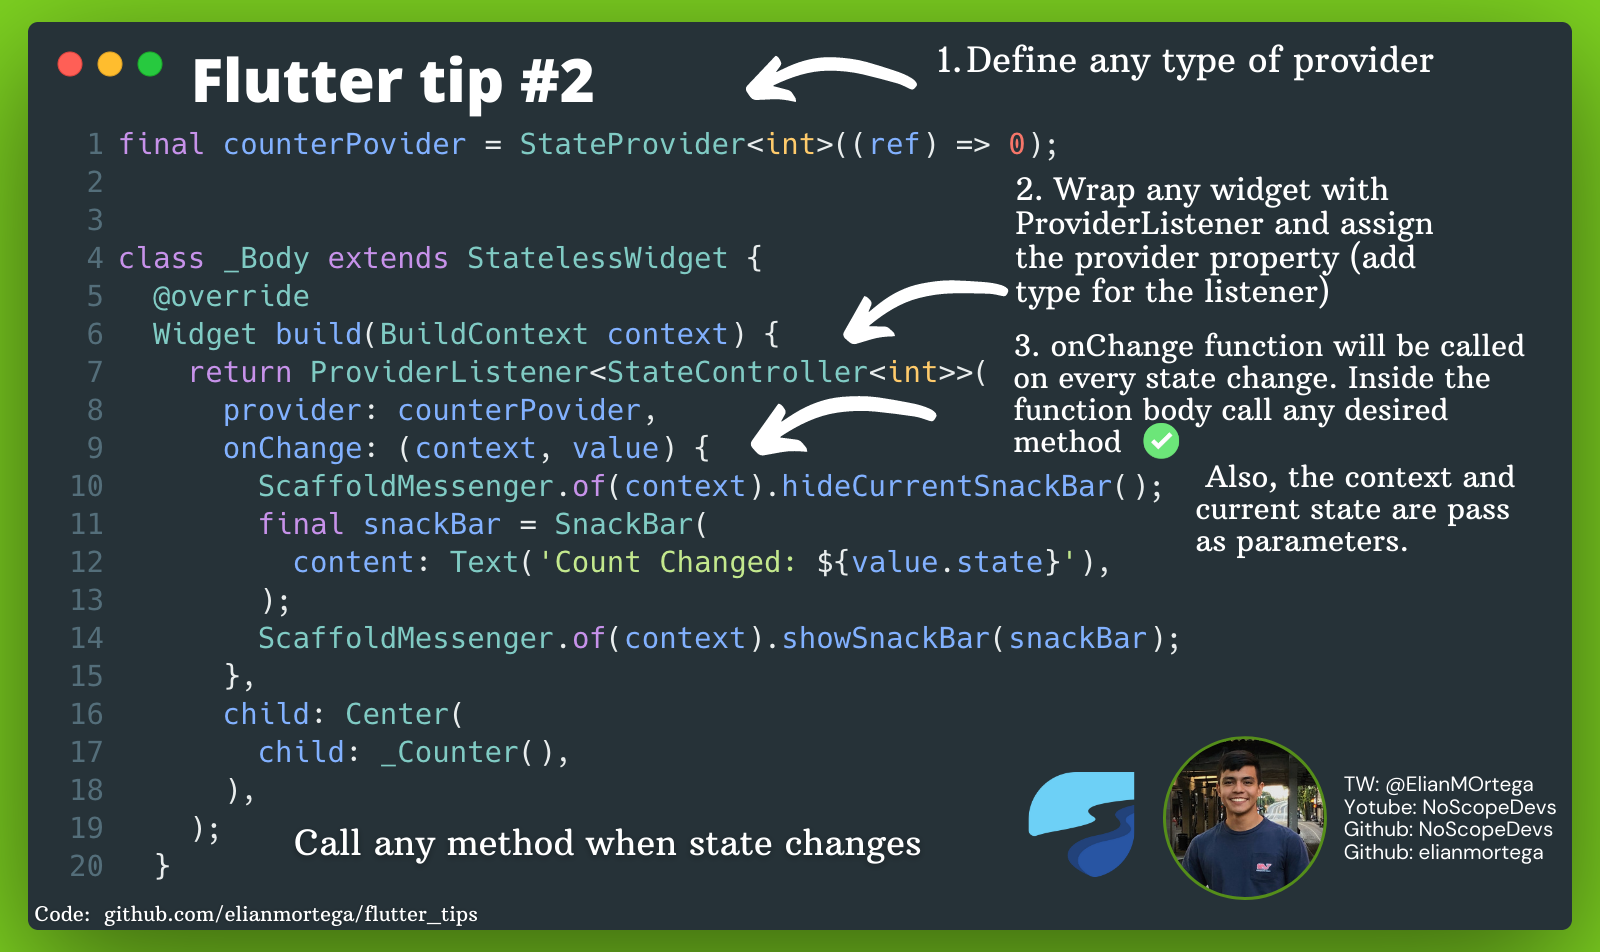 Flutter tip #2
1.Define any type of provider
1 final counterPovider = StateProvider<int>((ref) => 0);
2
3
2. Wrap any widget with
ProviderListener and assign
the provider property (add
type for the listener)
4 class _Body extends StatelessWidget {
5   @override
6   Widget build(BuildContext context) {
7     return ProviderListener<StateController<int>>(
8       provider: counterPovider,
9       onChange: (context, value) {
3. onChange function will be called
on every state change. Inside the
function body call any desired
method
10         ScaffoldMessenger.of(context).hideCurrentSnackBar();
11         final snackBar = SnackBar(
12           content: Text('Count Changed: ${value.state}'),
13         );
14         ScaffoldMessenger.of(context).showSnackBar(snackBar);
Also, the context and
current state are pass
as parameters.
15       },
16       child: Center(
17         child: _Counter(),
18       ),
19     );
20   }
Call any method when state changes
TW: @ElianMOrtega
Yotube: NoScopeDevs
Github: NoScopeDevs
Github: elianmortega
Code: github.com/elianmortega/flutter_tips